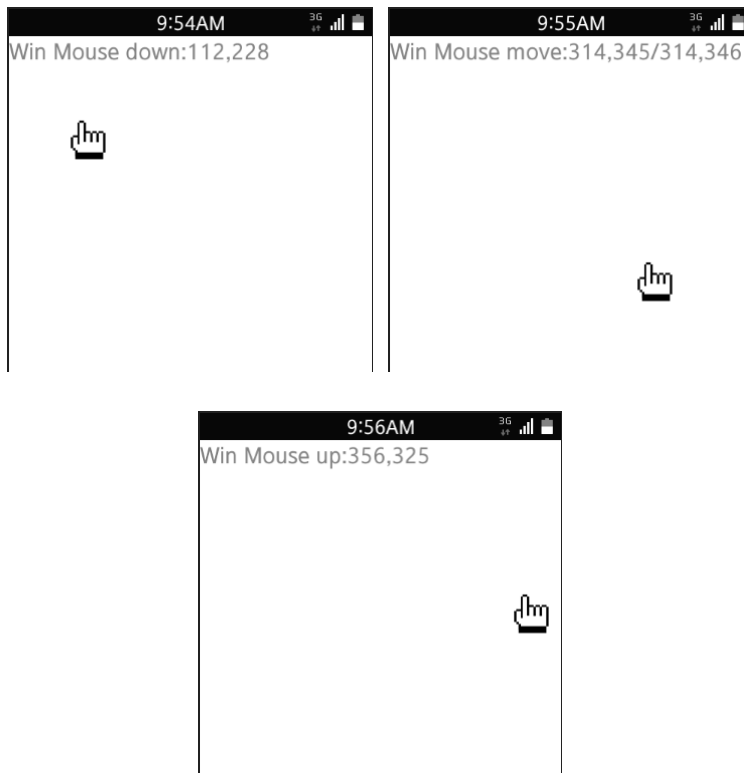 9:54AM 3G
Win Mouse down:112,228
9:55AM 3G
Win Mouse move:314,345/314,346
9:56AM 3G
Win Mouse up:356,325